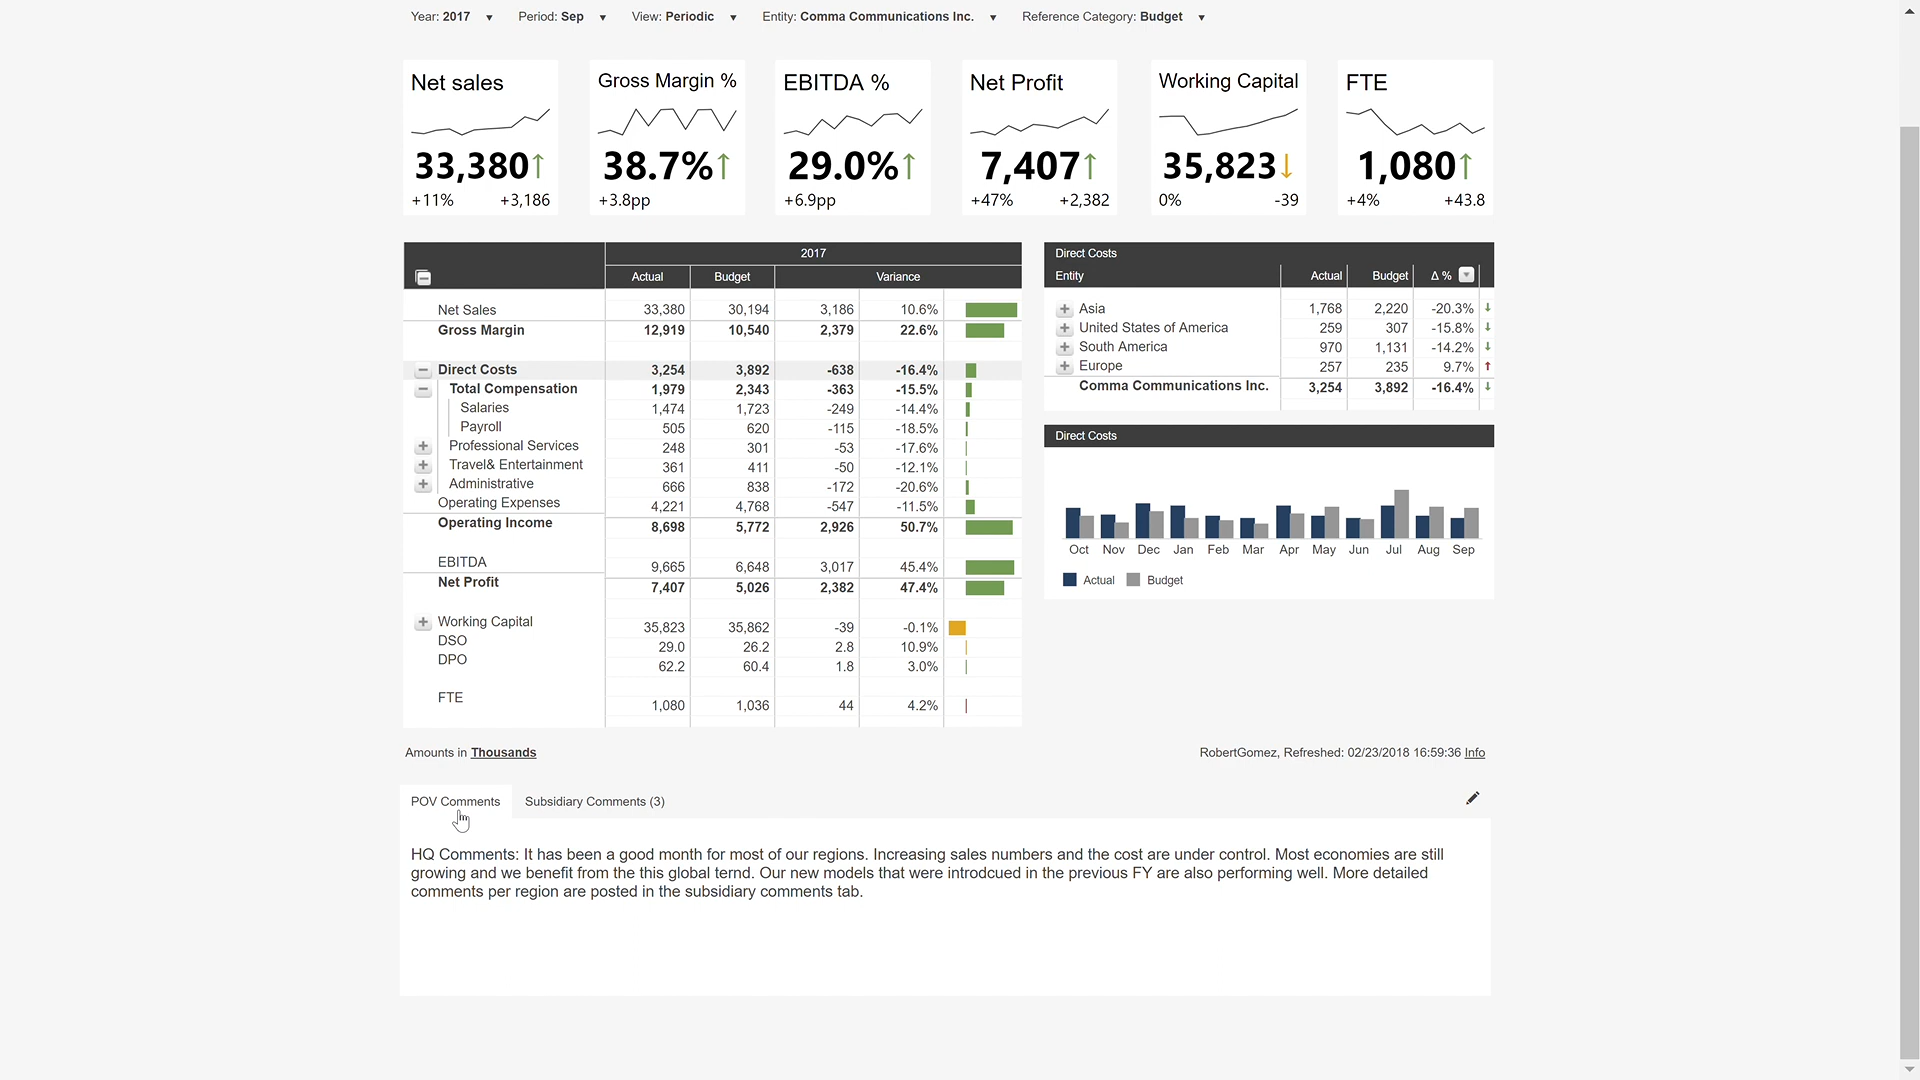 Year: 2017 Period: Sep View: Periodic Entity: Comma Communications Inc. Reference Category: Budget
Net sales
33,380↑
+11% +3,186
Gross Margin %
38.7%↑
+3.8pp
EBITDA %
29.0%↑
+6.9pp
Net Profit
7,407↑
+47% +2,382
Working Capital
35,823↓
0% -39
FTE
1,080↑
+4% +43.8
2017
Actual Budget Variance
Net Sales 33,380 30,194 3,186 10.6%
Gross Margin 12,919 10,540 2,379 22.6%
Direct Costs 3,254 3,892 -638 -16.4%
Total Compensation 1,979 2,343 -363 -15.5%
Salaries 1,474 1,723 -249 -14.4%
Payroll 505 620 -115 -18.5%
Professional Services 248 301 -53 -17.6%
Travel& Entertainment 361 411 -50 -12.1%
Administrative 666 838 -172 -20.6%
Operating Expenses 4,221 4,768 -547 -11.5%
Operating Income 8,698 5,772 2,926 50.7%
EBITDA 9,665 6,648 3,017 45.4%
Net Profit 7,407 5,026 2,382 47.4%
Working Capital 35,823 35,862 -39 -0.1%
DSO 29.0 26.2 2.8 10.9%
DPO 62.2 60.4 1.8 3.0%
FTE 1,080 1,036 44 4.2%
Direct Costs
Entity Actual Budget Δ %
Asia 1,768 2,220 -20.3% ↓
United States of America 259 307 -15.8% ↓
South America 970 1,131 -14.2% ↓
Europe 257 235 9.7% ↑
Comma Communications Inc. 3,254 3,892 -16.4% ↓
Direct Costs
Oct Nov Dec Jan Feb Mar Apr May Jun Jul Aug Sep
Actual Budget
Amounts in Thousands
RobertGomez, Refreshed: 02/23/2018 16:59:36 Info
POV Comments Subsidiary Comments (3)
HQ Comments: It has been a good month for most of our regions. Increasing sales numbers and the cost are under control. Most economies are still
growing and we benefit from the this global ternd. Our new models that were introdcued in the previous FY are also performing well. More detailed
comments per region are posted in the subsidiary comments tab.